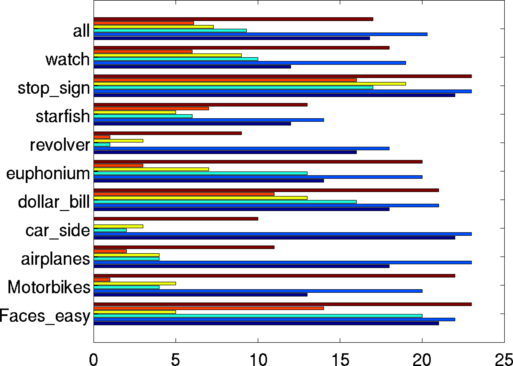 all
watch
stop_sign
starfish
revolver
euphonium
dollar_bill
car_side
airplanes
Motorbikes
Faces_easy
0 5 10 15 20 25